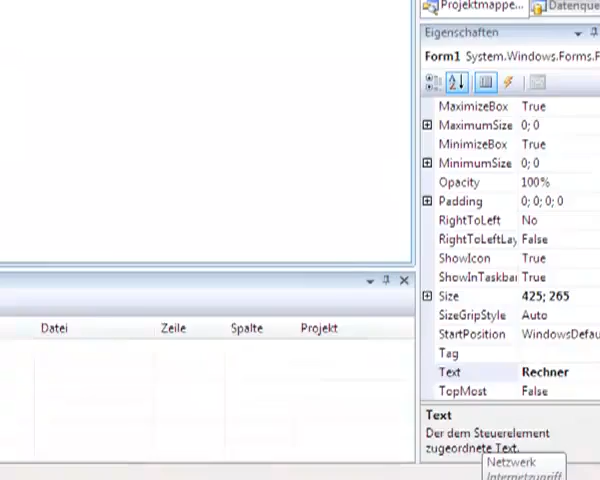 Projektmappe... Datenque
Eigenschaften
Form1 System.Windows.Forms.F
MaximizeBox True
MaximumSize 0; 0
MinimizeBox True
MinimumSize 0; 0
Opacity 100%
Padding 0; 0; 0; 0
RightToLeft No
RightToLeftLay False
ShowIcon True
ShowInTaskbar True
Size 425; 265
SizeGripStyle Auto
StartPosition WindowsDefau
Tag
Text Rechner
TopMost False
Datei Zeile Spalte Projekt
Text
Der dem Steuerelement
zugeordnete Text.
Netzwerk
Internetzugriff